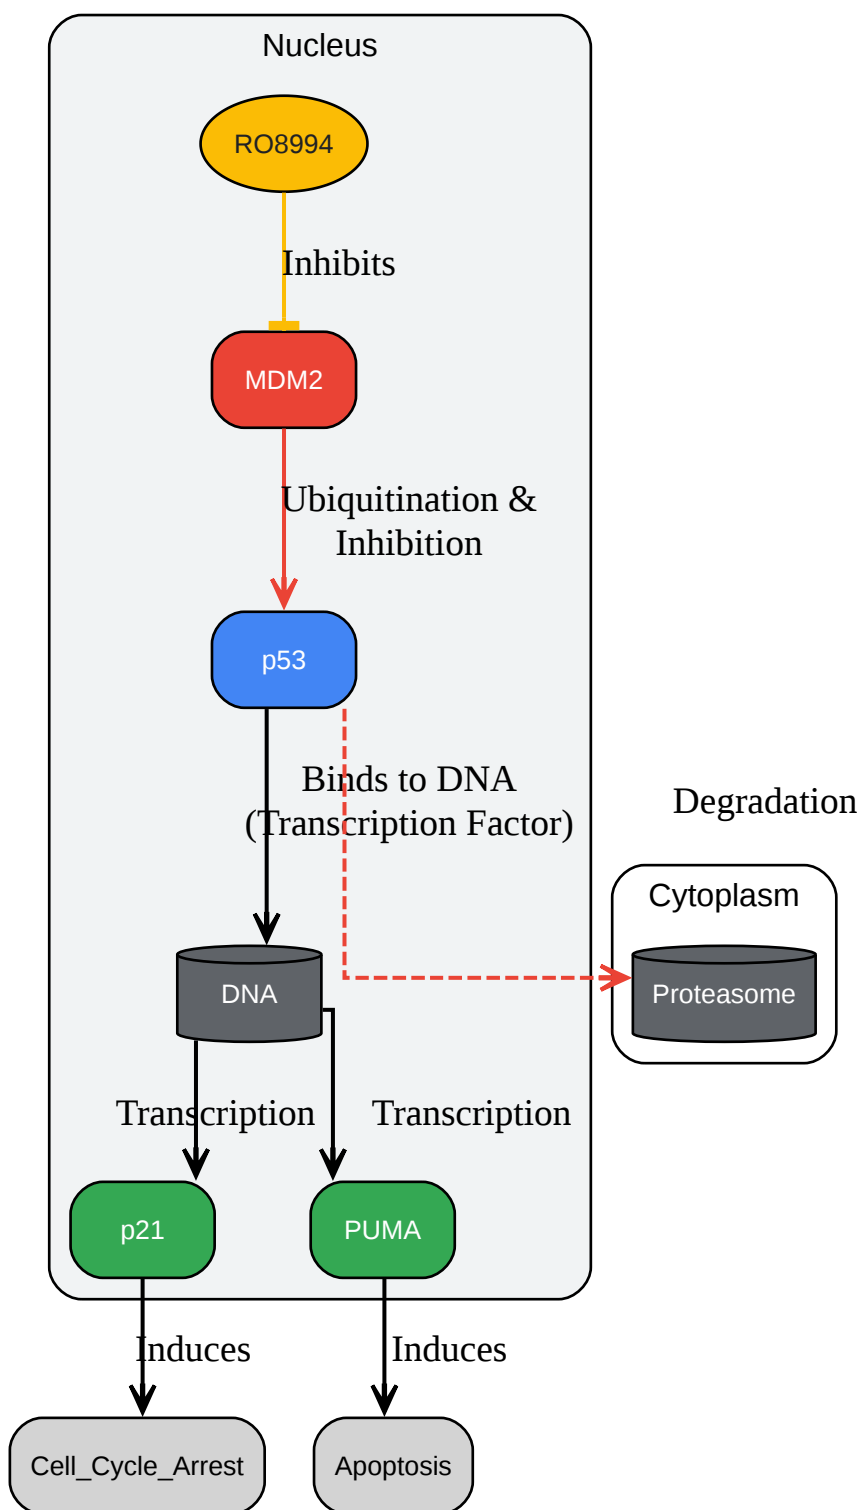 Nucleus
RO8994
Inhibits
MDM2
Ubiquitination &
Inhibition
p53
Binds to DNA
(Transcription Factor)
Degradation
Cytoplasm
DNA
Proteasome
Transcription
Transcription
p21
PUMA
Induces
Induces
Cell_Cycle_Arrest
Apoptosis